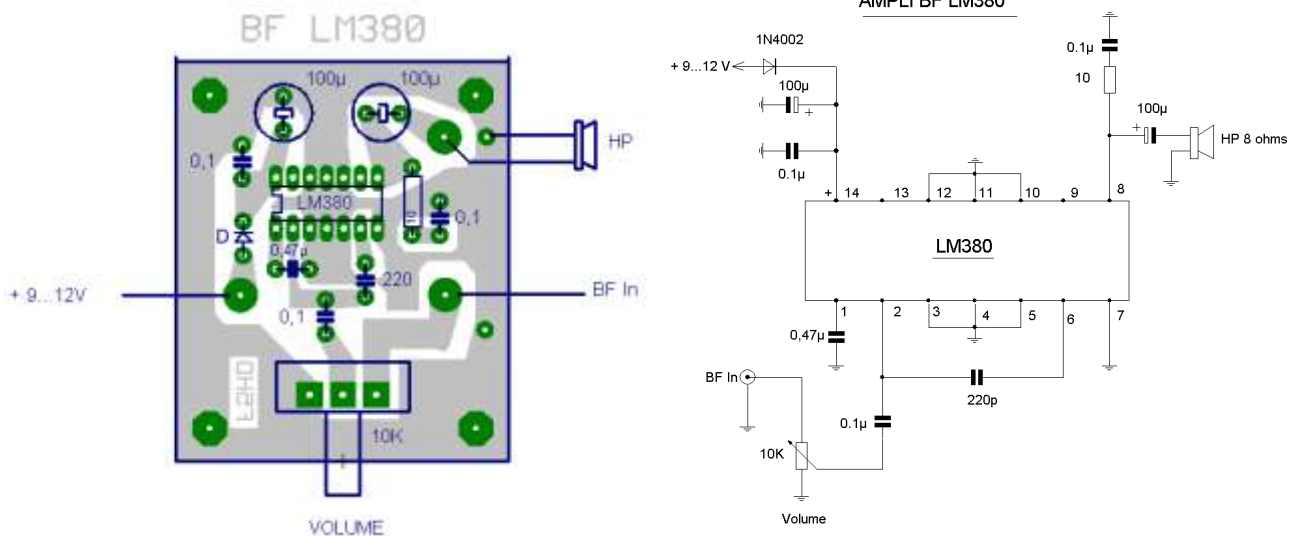 BF LM380
100µ
100µ
HP
0,1
LM380
10
0,1
D
0,47µ
220
+ 9...12V
BF In
0,1
F5HD
10K
VOLUME
AMPLI BF LM380
1N4002
+ 9...12 V
100µ
+
0.1µ
0.1µ
10
100µ
+
HP 8 ohms
+ 14
13
12
11
10
9
8
LM380
1
2
3
4
5
6
7
0,47µ
BF In
220p
0.1µ
10K
Volume